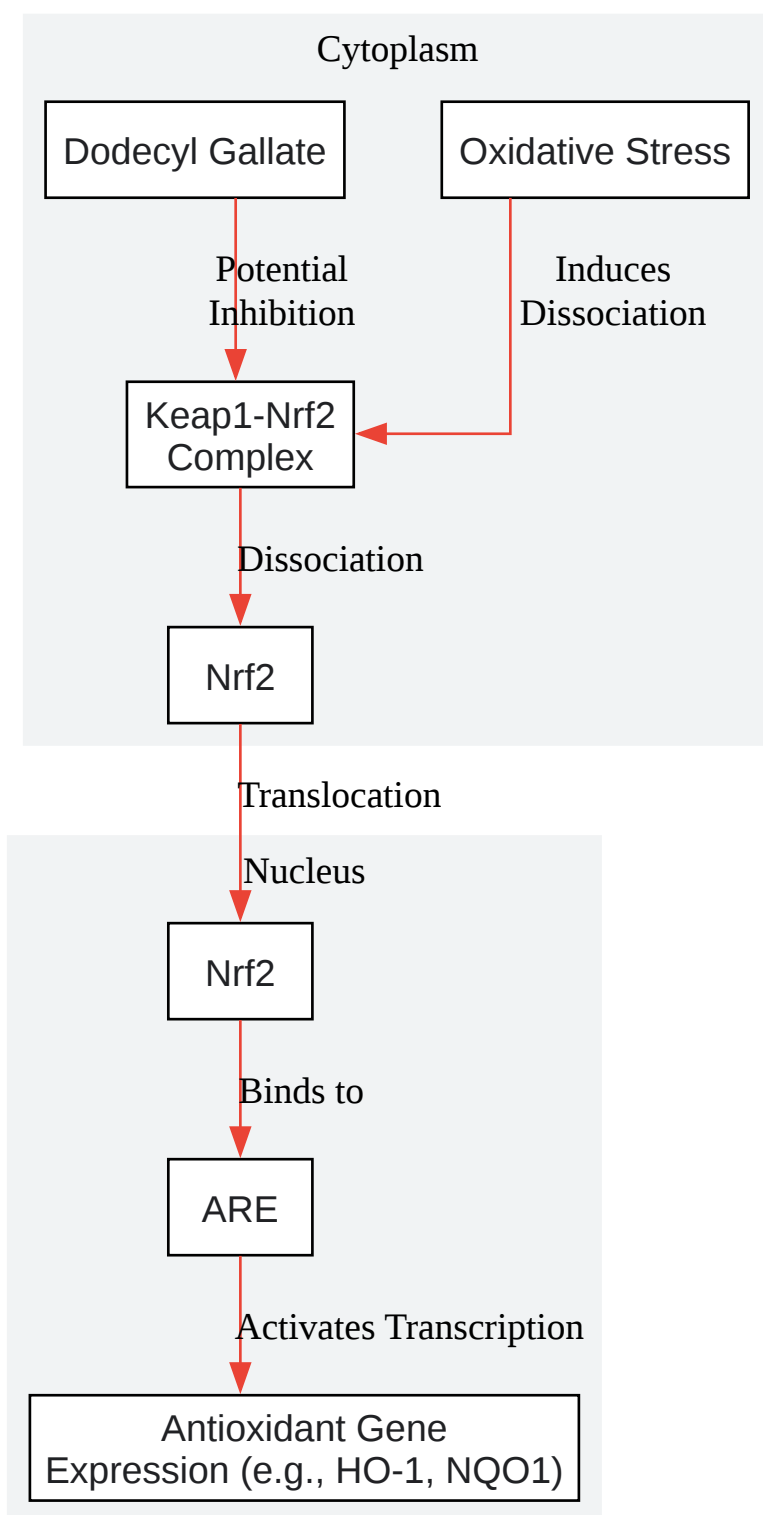 Cytoplasm
Dodecyl Gallate
Oxidative Stress
Potential
Inhibition
Induces
Dissociation
Keap1-Nrf2
Complex
Dissociation
Nrf2
Translocation
Nucleus
Nrf2
Binds to
ARE
Activates Transcription
Antioxidant Gene
Expression (e.g., HO-1, NQO1)